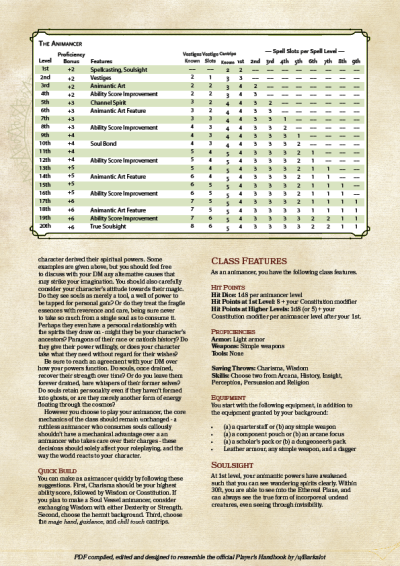 THE ANIMANCER
— Spell Slots per Spell Level —
Level Proficiency Bonus Features Vestiges Known Vestige Slots Cantrips Known 1st 2nd 3rd 4th 5th 6th 7th 8th 9th
1st +2 Spellcasting, Soulsight — — 2 2 — — — — — — — —
2nd +2 Vestiges 2 1 3 3 — — — — — — — —
3rd +2 Animantic Art 2 2 3 4 2 — — — — — — —
4th +2 Ability Score Improvement 2 2 3 4 3 — — — — — — —
5th +3 Channel Spirit 3 2 4 4 3 2 — — — — — —
6th +3 Animantic Art Feature 3 2 4 4 3 3 — — — — — —
7th +3 3 3 4 4 3 3 1 — — — — —
8th +3 Ability Score Improvement 4 3 4 4 3 3 2 — — — — —
9th +4 4 3 4 4 3 3 3 1 — — — —
10th +4 Soul Bond 4 3 4 4 3 3 3 2 — — — —
11th +4 5 4 5 4 3 3 3 2 1 — — —
12th +4 Ability Score Improvement 5 4 5 4 3 3 3 2 1 — — —
13th +5 5 4 5 4 3 3 3 2 1 1 — —
14th +5 Animantic Art Feature 5 4 5 4 3 3 3 2 1 1 — —
15th +5 6 5 5 4 3 3 3 2 1 1 1 —
16th +5 Ability Score Improvement 6 5 5 4 3 3 3 2 1 1 1 —
17th +6 7 5 5 4 3 3 3 2 1 1 1 1
18th +6 Animantic Art Feature 7 5 5 4 3 3 3 3 1 1 1 1
19th +6 Ability Score Improvement 7 6 5 4 3 3 3 3 2 2 1 1
20th +6 True Soulsight 8 6 5 4 3 3 3 3 2 2 1 1
character derived their spiritual powers. Some
examples are given above, but you should feel free
to discuss with your DM any alternative causes that
may strike your imagination. You should also carefully
consider your character's attitude towards their magic.
Do they see souls as merely a tool, a well of power to
be tapped for personal gain? Or do they treat the fragile
essences with reverence and care, being sure never
to take so much from a single soul as to consume it.
Perhaps they even have a personal relationship with
the spirits they draw on - might they be your character's
ancestors? Paragons of their race or nation's history? Do
they give their power willingly, or does your character
take what they need without regard for their wishes?
Be sure to reach an agreement with your DM over
how your powers function. Do souls, once drained,
recover their strength over time? Or do you leave them
forever drained, bare whispers of their former selves?
Do souls retain personality even if they haven't formed
into ghosts, or are they merely another form of energy
floating through the cosmos?
However you choose to play your animancer, the core
mechanics of the class should remain unchanged - a
ruthless animancer who consumes souls callously
shouldn't have a mechanical advantage over a an
animancer who takes care over their charges - these
decisions should solely affect your roleplaying, and the
way the world reacts to your character.
QUICK BUILD
You can make an animancer quickly by following these
suggestions. First, Charisma should be your highest
ability score, followed by Wisdom or Constitution. If
you plan to make a Soul Vessel animancer, consider
exchanging Wisdom with either Dexterity or Strength.
Second, choose the hermit background. Third, choose
the mage hand, guidance, and chill touch cantrips.
CLASS FEATURES
As an animancer, you have the following class features.
HIT POINTS
Hit Dice: 1d8 per animancer level
Hit Points at 1st Level: 8 + your Constitution modifier
Hit Points at Higher Levels: 1d8 (or 5) + your
Constitution modifier per animancer level after your 1st.
PROFICIENCIES
Armor: Light armor
Weapons: Simple weapons
Tools: None
Saving Throws: Charisma, Wisdom
Skills: Choose two from Arcana, History, Insight,
Perception, Persuasion and Religion
EQUIPMENT
You start with the following equipment, in addition to
the equipment granted by your background:
• (a) a quarter staff or (b) any simple weapon
• (a) a component pouch or (b) an arcane focus
• (a) a scholar's pack or (b) a dungeoneer's pack
• Leather armour, any simple weapon, and a dagger
SOULSIGHT
At 1st level, your animantic powers have awakened
such that you can see wandering spirits clearly. Within
30ft, you are able to see into the Ethereal Plane, and
can always see the true form of incorporeal undead
creatures, even seeing through invisibility.
PDF compiled, edited and designed to resemble the official Player's Handbook by